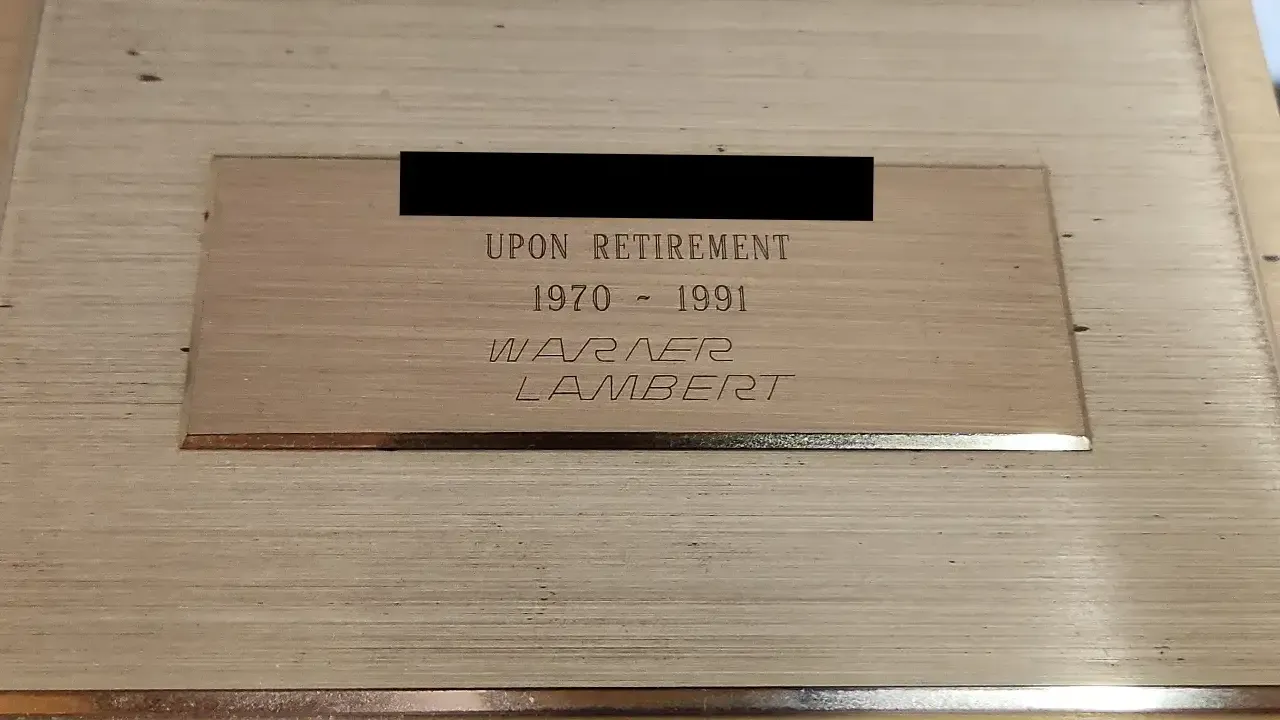 UPON RETIREMENT
1970 ~ 1991
WARNER
LAMBERT